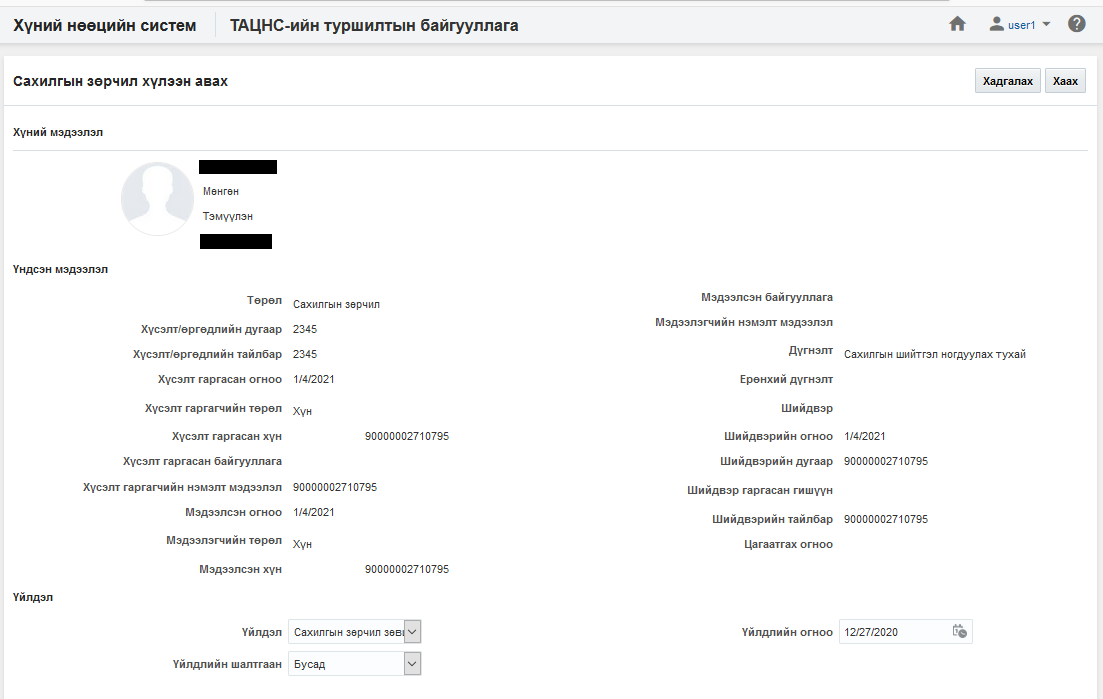 Хүний нөөцийн систем ТАЦНС-ийн туршилтын байгууллага user1
Сахилгын зөрчил хүлээн авах Хадгалах Хаах
Хүний мэдээлэл
Мөнгөн
Тэмүүлэн
Үндсэн мэдээлэл
Төрөл Сахилгын зөрчил
Хүсэлт/өргөдлийн дугаар 2345
Хүсэлт/өргөдлийн тайлбар 2345
Хүсэлт гаргасан огноо 1/4/2021
Хүсэлт гаргагчийн төрөл Хүн
Хүсэлт гаргасан хүн 90000002710795
Хүсэлт гаргасан байгууллага
Хүсэлт гаргагчийн нэмэлт мэдээлэл 90000002710795
Мэдээлсэн огноо 1/4/2021
Мэдээлэгчийн төрөл Хүн
Мэдээлсэн хүн 90000002710795
Мэдээлсэн байгууллага
Мэдээлэгчийн нэмэлт мэдээлэл
Дүгнэлт Сахилгын шийтгэл ногдуулах тухай
Ерөнхий дүгнэлт
Шийдвэр
Шийдвэрийн огноо 1/4/2021
Шийдвэрийн дугаар 90000002710795
Шийдвэр гаргасан гишүүн
Шийдвэрийн тайлбар 90000002710795
Цагаатгах огноо
Үйлдэл
Үйлдэл Сахилгын зөрчил
Үйлдлийн шалтгаан Бусад
Үйлдлийн огноо 12/27/2020